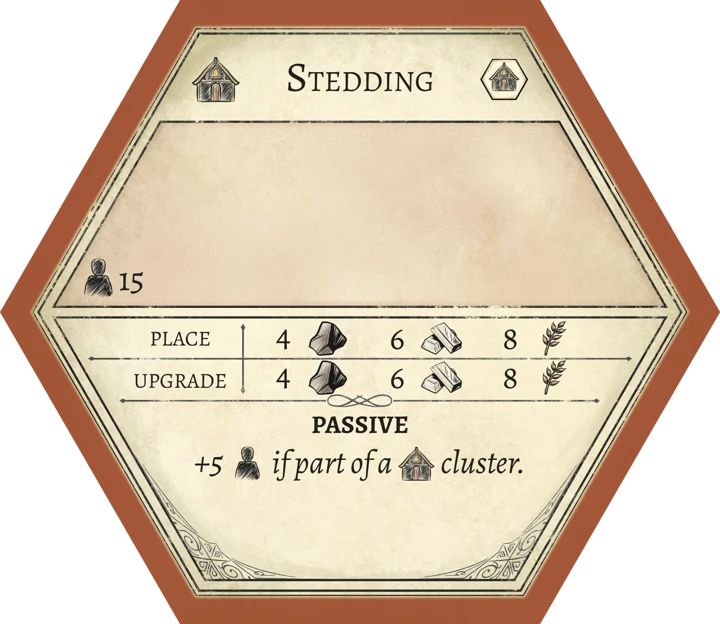 STEDDING
15
PLACE 4 6 8
UPGRADE 4 6 8
PASSIVE
+5 if part of a cluster.